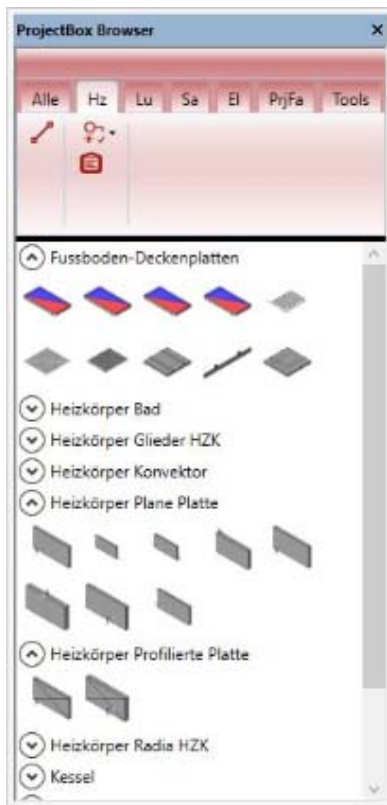 ProjectBox Browser
Alle Hz Lu Sa El PrjFa Tools
Fussboden-Deckenplatten
Heizkörper Bad
Heizkörper Glieder HZK
Heizkörper Konvektor
Heizkörper Plane Platte
Heizkörper Profilierte Platte
Heizkörper Radia HZK
Kessel